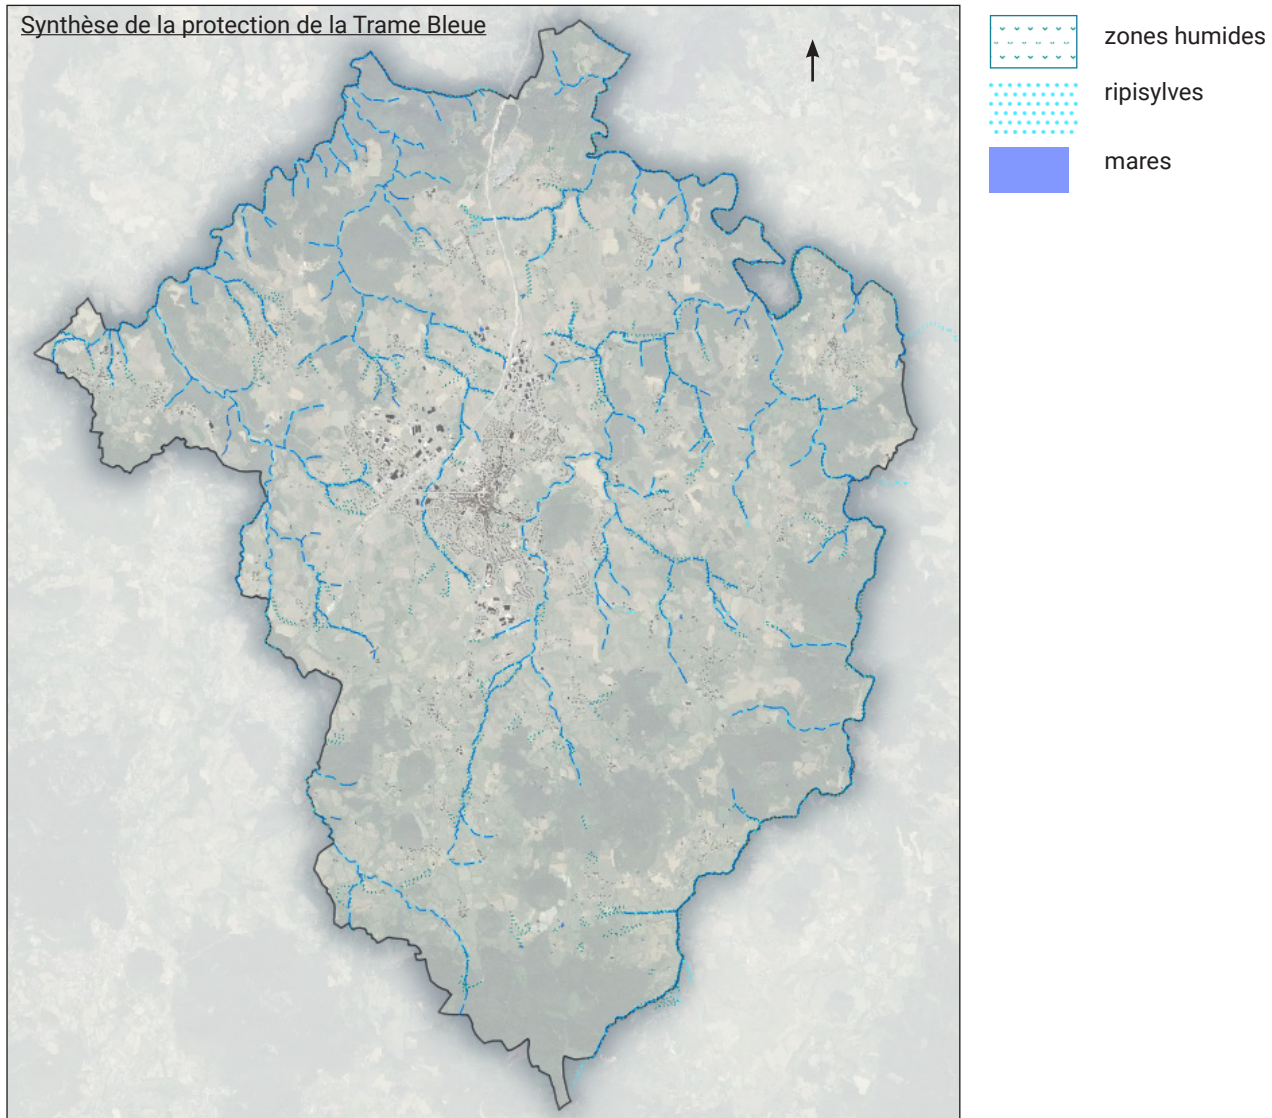 Synthèse de la protection de la Trame Bleue
zones humides
ripisylves
mares